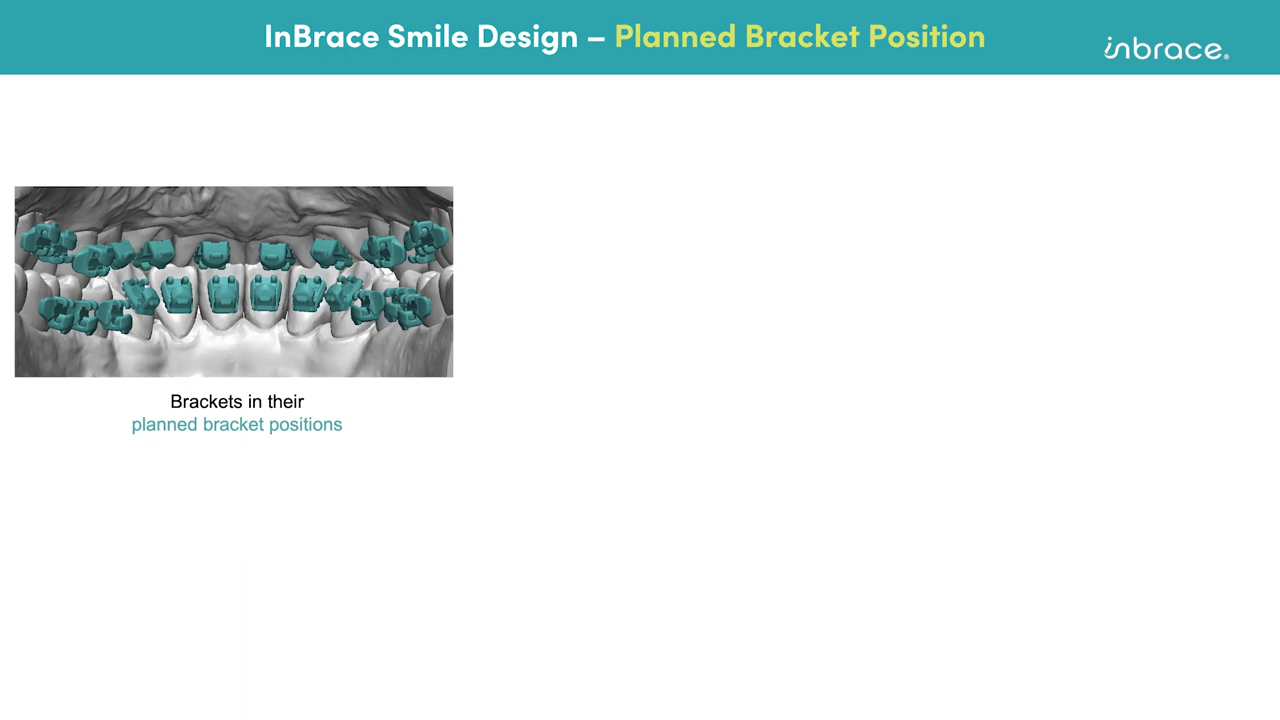 InBrace Smile Design – Planned Bracket Position
inbrace®
Brackets in their
planned bracket positions